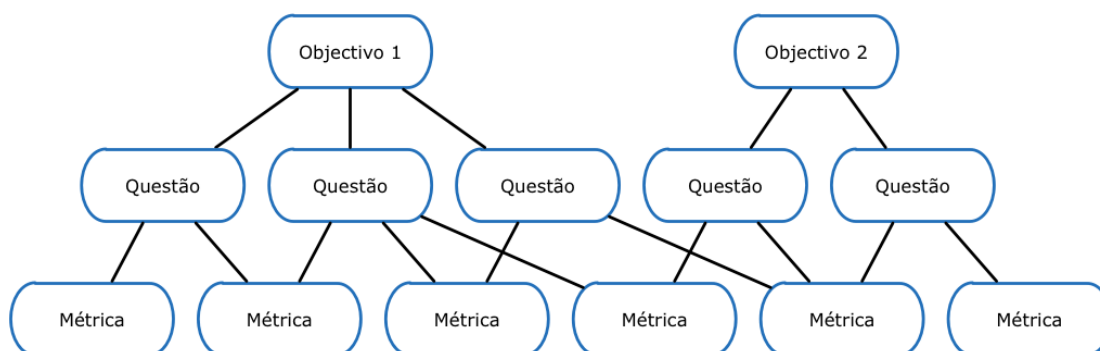 Objectivo 1
Objectivo 2
Questão
Questão
Questão
Questão
Questão
Métrica
Métrica
Métrica
Métrica
Métrica
Métrica